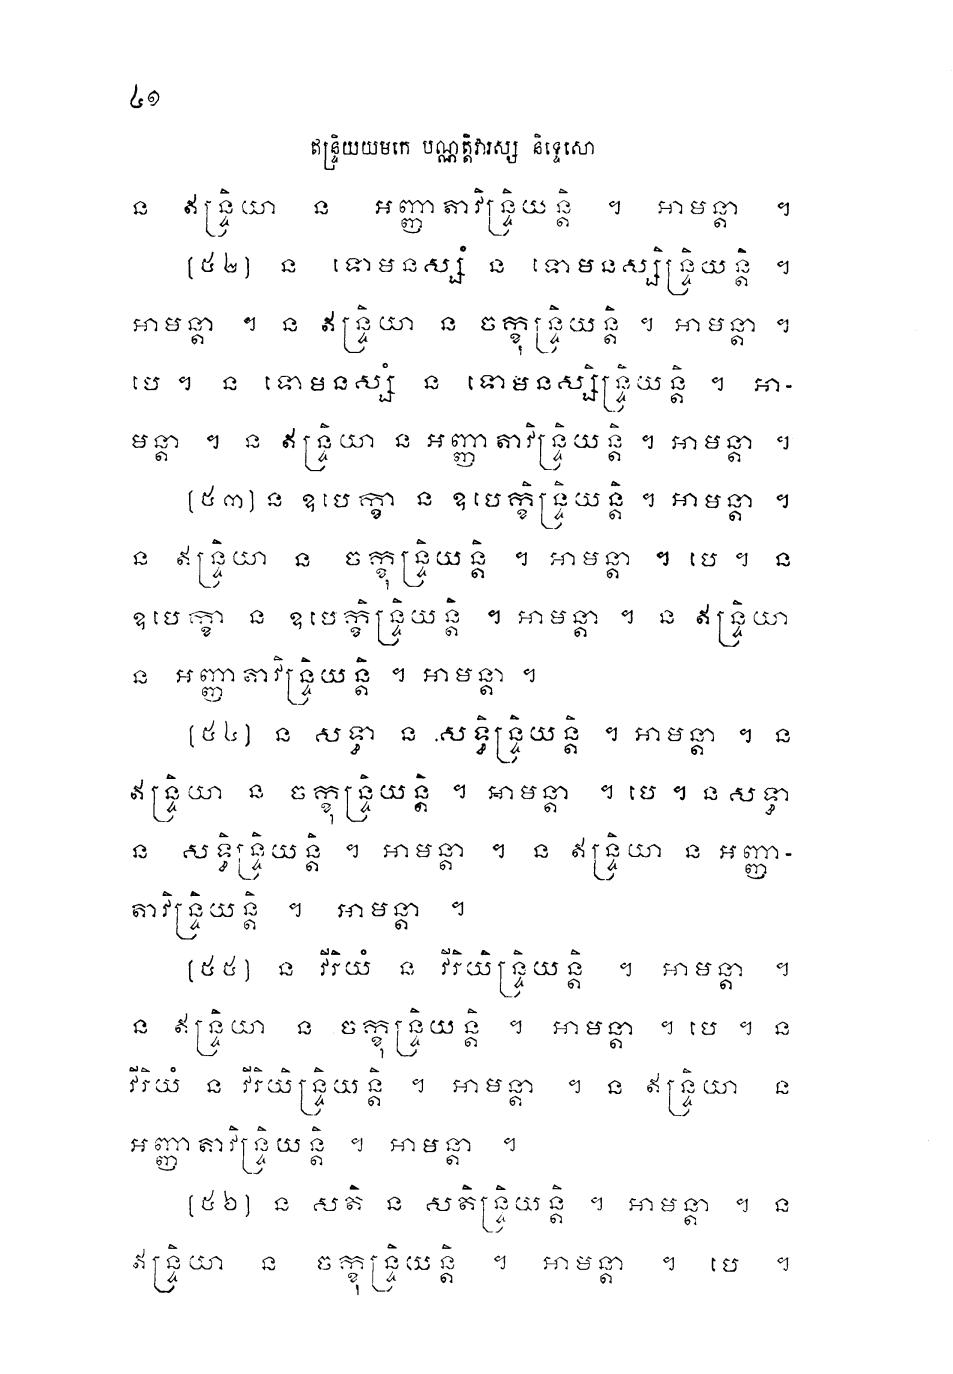 ៤១
ឥន្ទ្រិយយមកេ បណ្ណត្តិវារស្ស និទ្ទេសោ
ន ឥន្ទ្រិយា ន អញ្ញាតាវិន្ទ្រិយន្តិ ។ អាមន្តា ។
(៥២) ន ទោមនស្សំ ន ទោមនស្សិន្ទ្រិយន្តិ ។
អាមន្តា ។ ន ឥន្ទ្រិយា ន ចក្ខុន្ទ្រិយន្តិ ។ អាមន្តា ។
បេ ។ ន ទោមនស្សំ ន ទោមនស្សិន្ទ្រិយន្តិ ។ អា-
មន្តា ។ ន ឥន្ទ្រិយា ន អញ្ញាតាវិន្ទ្រិយន្តិ ។ អាមន្តា ។
(៥៣) ន ឧបេក្ខា ន ឧបេក្ខិន្ទ្រិយន្តិ ។ អាមន្តា ។
ន ឥន្ទ្រិយា ន ចក្ខុន្ទ្រិយន្តិ ។ អាមន្តា ។ បេ ។ ន
ឧបេក្ខា ន ឧបេក្ខិន្ទ្រិយន្តិ ។ អាមន្តា ។ ន ឥន្ទ្រិយា
ន អញ្ញាតាវិន្ទ្រិយន្តិ ។ អាមន្តា ។
(៥៤) ន សទ្ធា ន សទ្ធិន្ទ្រិយន្តិ ។ អាមន្តា ។ ន
ឥន្ទ្រិយា ន ចក្ខុន្ទ្រិយន្តិ ។ អាមន្តា ។ បេ ។ ន សទ្ធា
ន សទ្ធិន្ទ្រិយន្តិ ។ អាមន្តា ។ ន ឥន្ទ្រិយា ន អញ្ញា-
តាវិន្ទ្រិយន្តិ ។ អាមន្តា ។
(៥៥) ន វីរិយំ ន វីរិយិន្ទ្រិយន្តិ ។ អាមន្តា ។
ន ឥន្ទ្រិយា ន ចក្ខុន្ទ្រិយន្តិ ។ អាមន្តា ។ បេ ។ ន
វីរិយំ ន វីរិយិន្ទ្រិយន្តិ ។ អាមន្តា ។ ន ឥន្ទ្រិយា ន
អញ្ញាតាវិន្ទ្រិយន្តិ ។ អាមន្តា ។
(៥៦) ន សតិ ន សតិន្ទ្រិយន្តិ ។ អាមន្តា ។ ន
ឥន្ទ្រិយា ន ចក្ខុន្ទ្រិយន្តិ ។ អាមន្តា ។ បេ ។